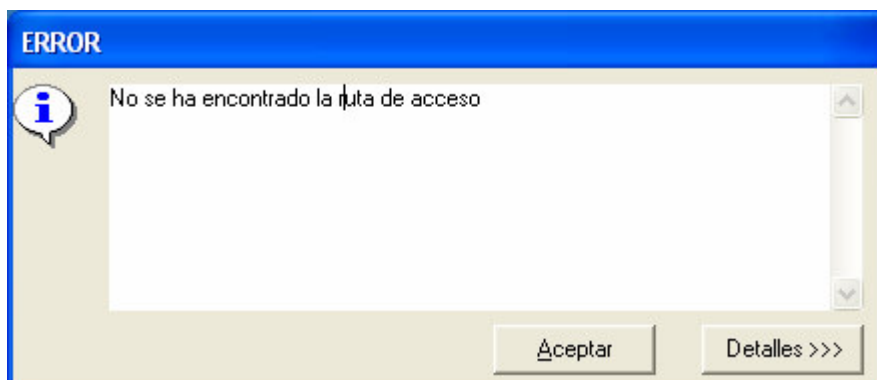 ERROR
No se ha encontrado la ruta de acceso
Aceptar
Detalles >>>